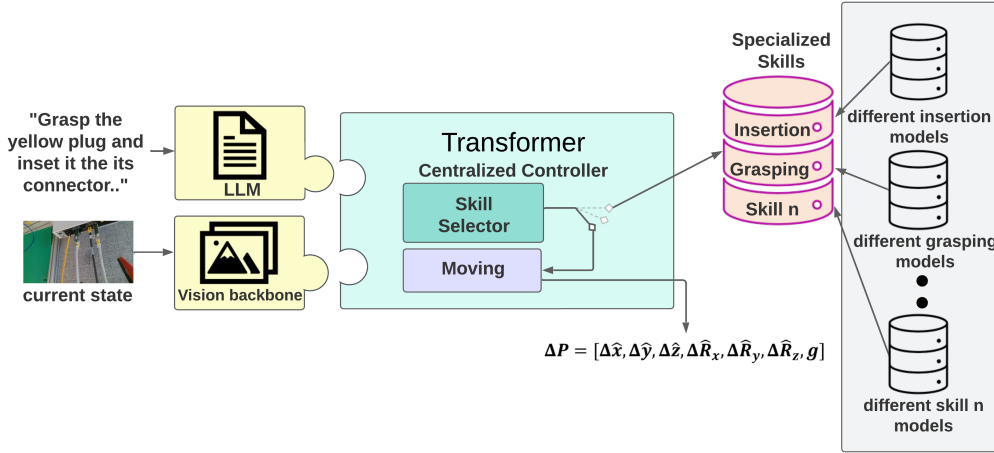 "Grasp the
yellow plug and
inset it the its
connector.."
current state
LLM
Vision backbone
Transformer
Centralized Controller
Skill
Selector
Moving
ΔP = [Δx̂, Δŷ, Δẑ, ΔR̂x, ΔR̂y, ΔR̂z, g]
Specialized
Skills
Insertion
Grasping
Skill n
different insertion
models
different grasping
models
different skill n
models